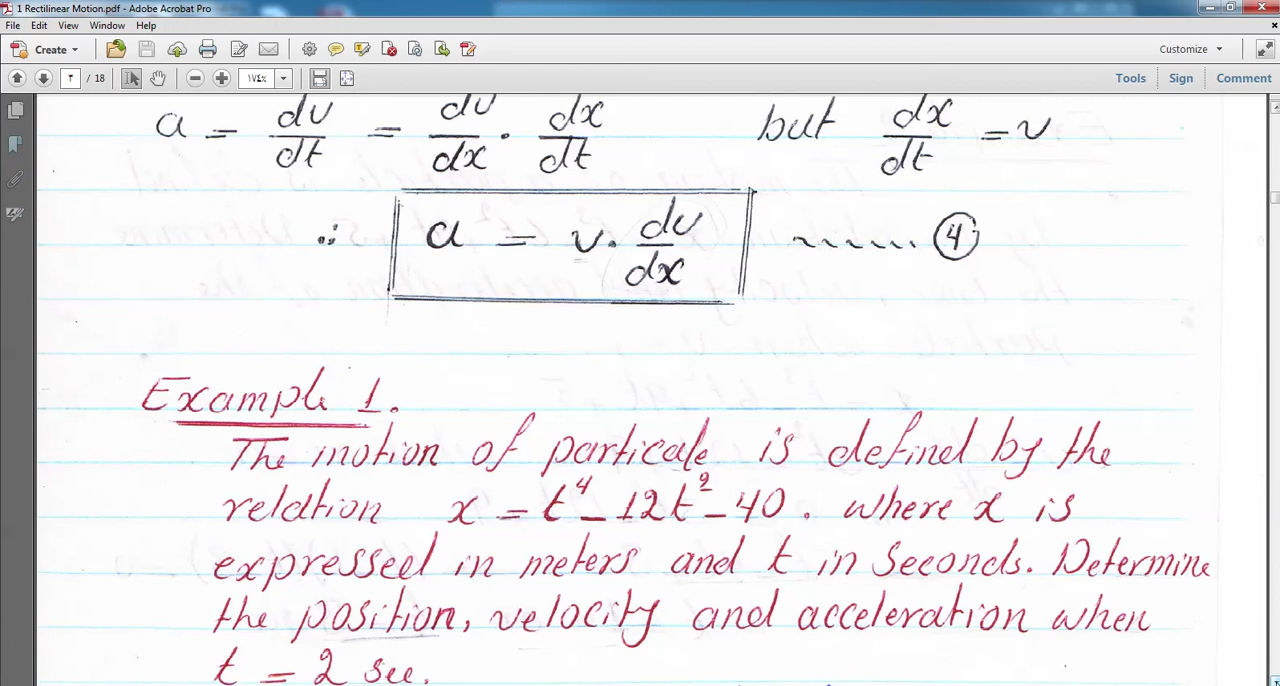 1 Rectilinear Motion.pdf - Adobe Acrobat Pro
File Edit View Window Help
Create Customize
٢ / 18 ١٧٤٪ Tools Sign Comment
a = dv/dt = dv/dx . dx/dt but dx/dt = v
∴ a = v. dv/dx ...... ④
Example 1.
The motion of particale is defined by the
relation x = t⁴ - 12t² - 40 . where x is
expressed in meters and t in seconds. Determine
the position, velocity and acceleration when
t = 2 sec.